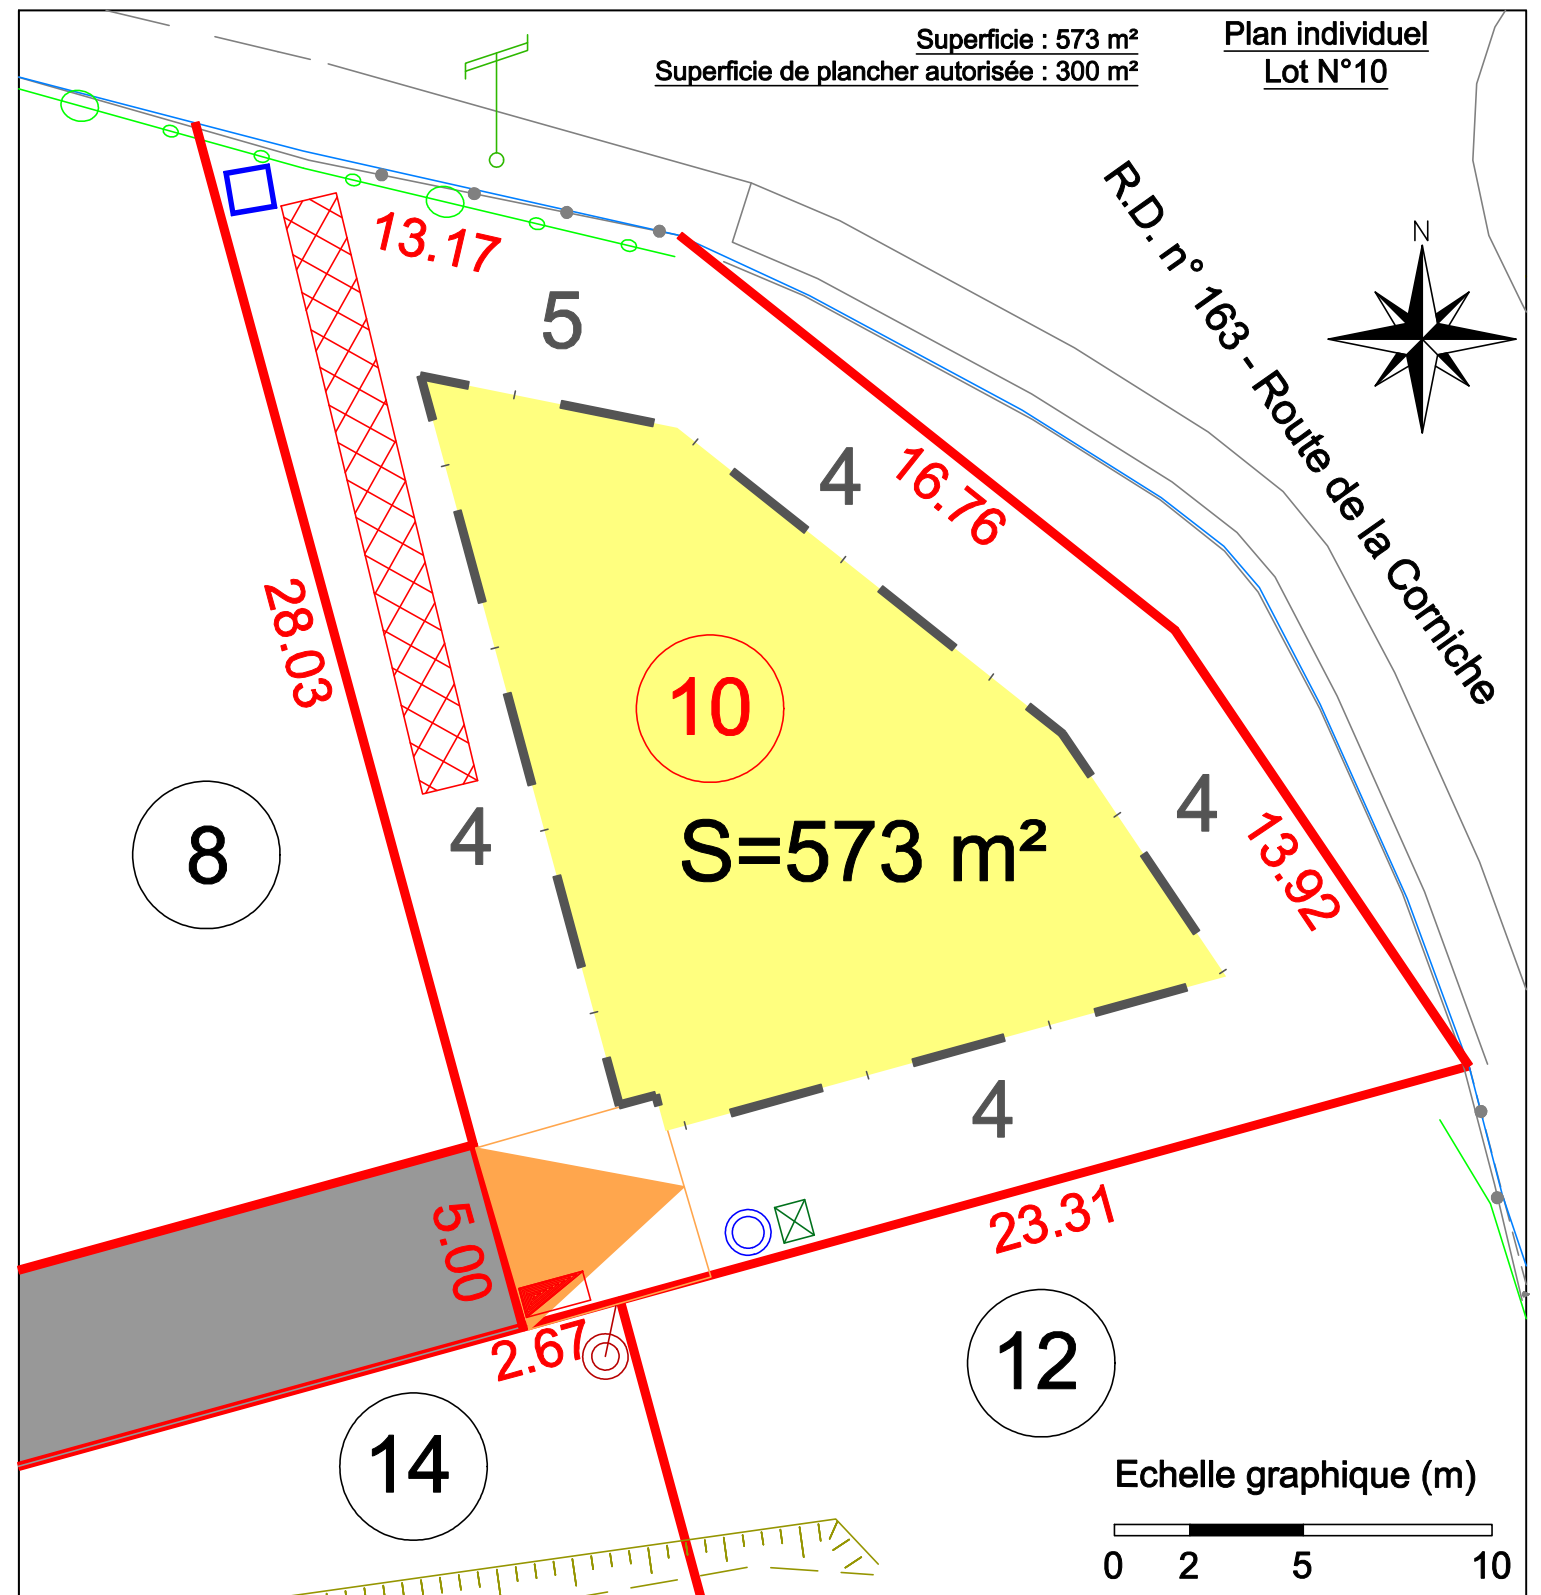 Superficie : 573 m²
Superficie de plancher autorisée : 300 m²
Plan individuel
Lot N°10
R.D. n° 163 - Route de la Corniche
N
13.17
5
4
16.76
28.03
10
S=573 m²
4
13.92
4
8
4
5.00
23.31
2.67
12
14
Echelle graphique (m)
0 2 5 10